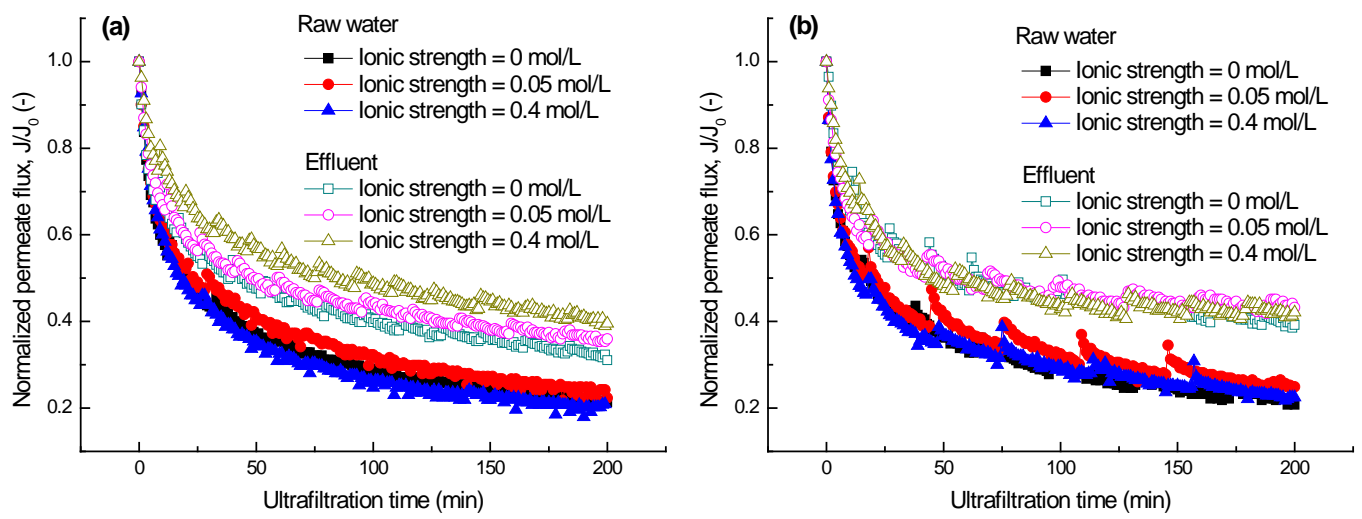 (a)
Raw water
Ionic strength = 0 mol/L
Ionic strength = 0.05 mol/L
Ionic strength = 0.4 mol/L
Effluent
Ionic strength = 0 mol/L
Ionic strength = 0.05 mol/L
Ionic strength = 0.4 mol/L
1.0
0.8
0.6
0.4
0.2
Normalized permeate flux, J/J₀ (-)
0 50 100 150 200
Ultrafiltration time (min)
(b)
Raw water
Ionic strength = 0 mol/L
Ionic strength = 0.05 mol/L
Ionic strength = 0.4 mol/L
Effluent
Ionic strength = 0 mol/L
Ionic strength = 0.05 mol/L
Ionic strength = 0.4 mol/L
1.0
0.8
0.6
0.4
0.2
Normalized permeate flux, J/J₀ (-)
0 50 100 150 200
Ultrafiltration time (min)